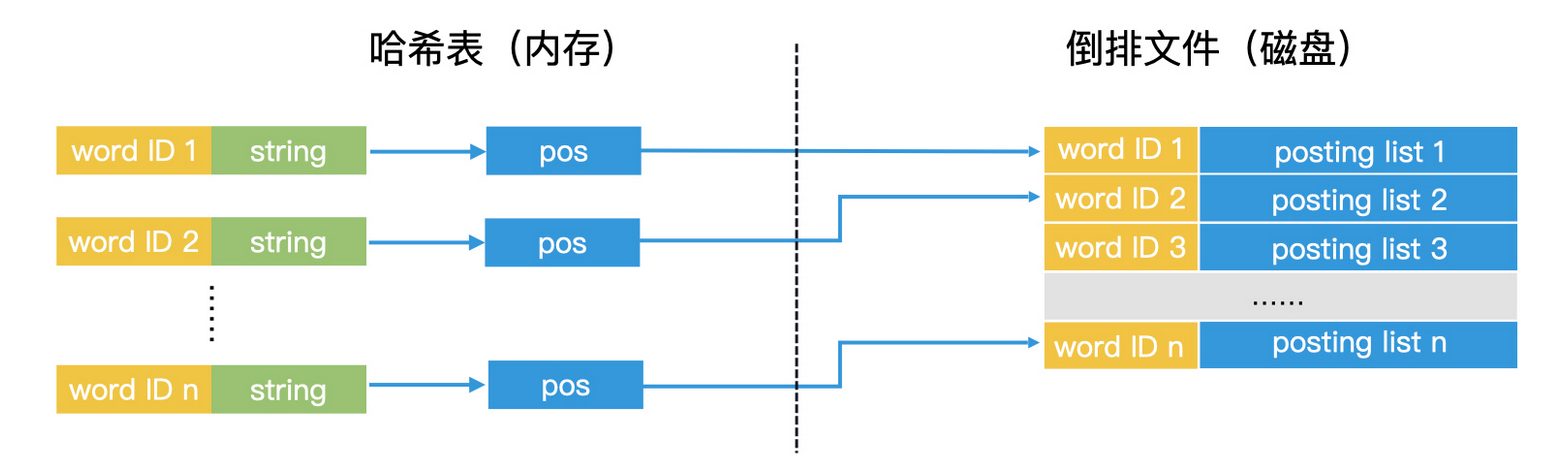 哈希表（内存）
倒排文件（磁盘）
word ID 1 string pos
word ID 2 string pos
word ID n string pos
word ID 1 posting list 1
word ID 2 posting list 2
word ID 3 posting list 3
......
word ID n posting list n